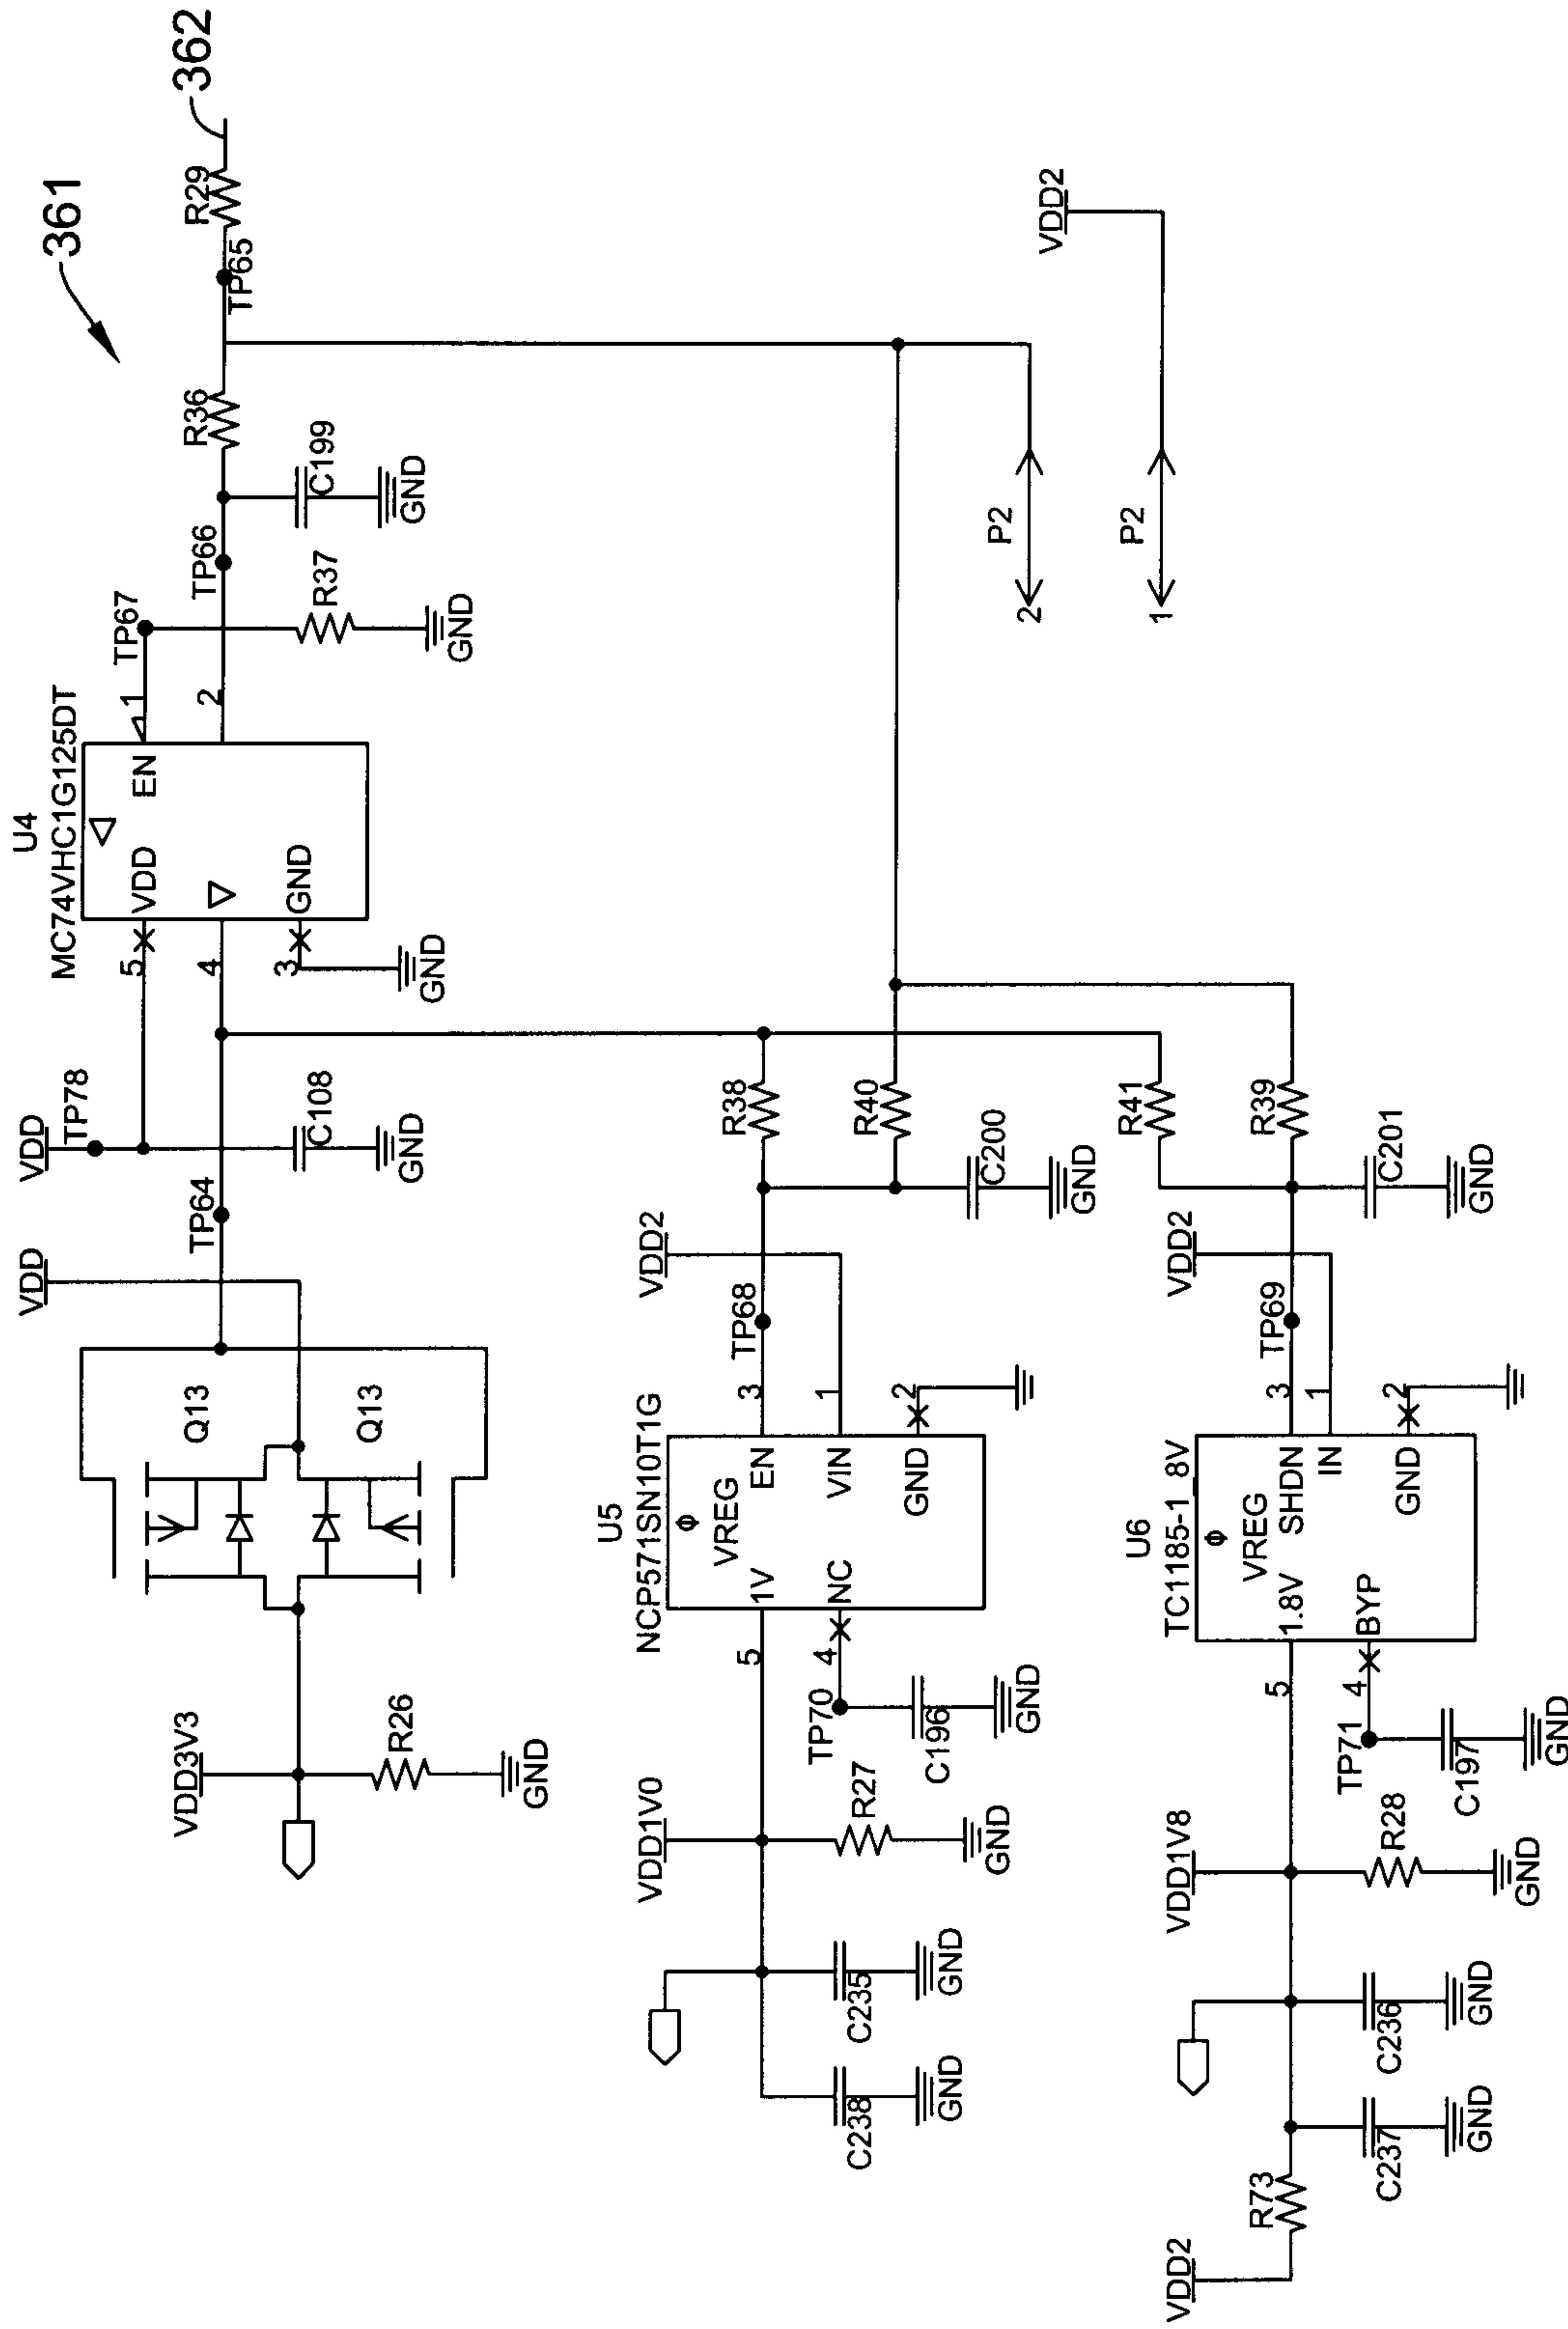 361
362
R29
TP65
R36
C199
GND
TP66
TP67
R37
GND
1
2
U4
MC74VHC1G125DT
EN
VDD
GND
5
4
3
GND
VDD
TP78
C108
GND
TP64
VDD
Q13
Q13
VDD3V3
R26
GND
P2
2
VDD2
P2
1
R38
R40
C200
GND
VDD2
TP68
3
1
2
U5
NCP571SN10T1G
Φ
VREG
1V
EN
NC
VIN
GND
5
4
TP70
C196
GND
VDD1V0
R27
GND
C235
GND
C238
GND
R41
R39
C201
GND
VDD2
TP69
3
1
2
U6
TC1185-1_8V
Φ
VREG
1.8V
SHDN
IN
BYP
GND
5
4
TP71
C197
GND
VDD1V8
R28
GND
C236
GND
C237
GND
R73
VDD2